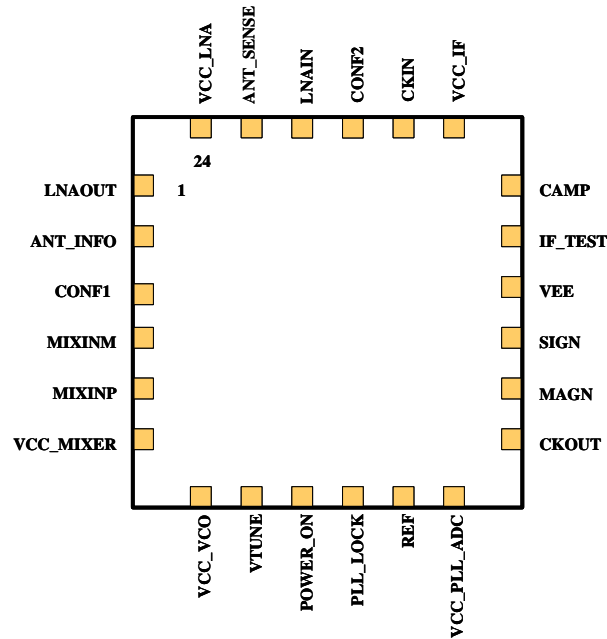 VCC_LNA
ANT_SENSE
LNAIN
CONF2
CKIN
VCC_IF
24
1
LNAOUT
CAMP
ANT_INFO
IF_TEST
CONF1
VEE
MIXINM
SIGN
MIXINP
MAGN
VCC_MIXER
CKOUT
VCC_VCO
VTUNE
POWER_ON
PLL_LOCK
REF
VCC_PLL_ADC